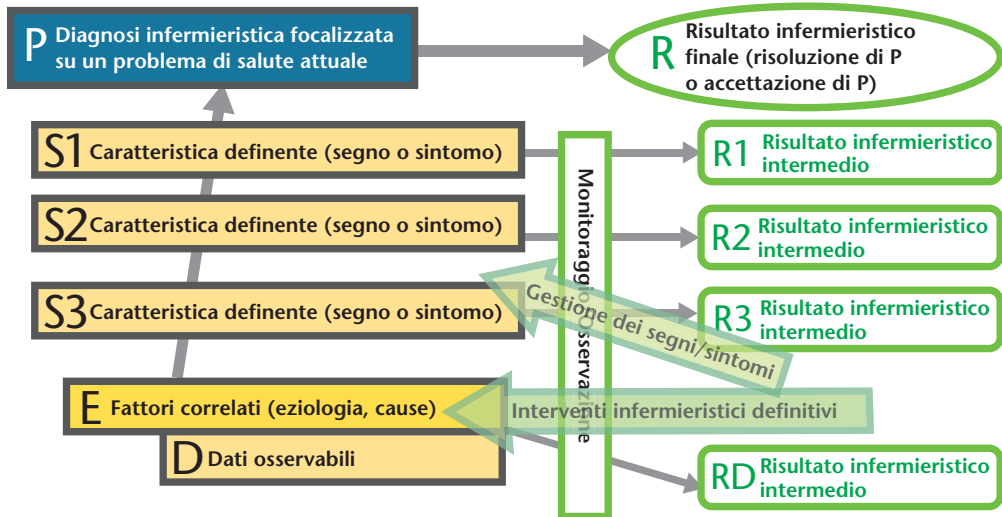 P Diagnosi infermieristica focalizzata
su un problema di salute attuale
R Risultato infermieristico
finale (risoluzione di P
o accettazione di P)
S1 Caratteristica definente (segno o sintomo)
R1 Risultato infermieristico
intermedio
S2 Caratteristica definente (segno o sintomo)
R2 Risultato infermieristico
intermedio
S3 Caratteristica definente (segno o sintomo)
R3 Risultato infermieristico
intermedio
Monitoraggio/Osservazione
Gestione dei segni/sintomi
E Fattori correlati (eziologia, cause)
Interventi infermieristici definitivi
D Dati osservabili
RD Risultato infermieristico
intermedio